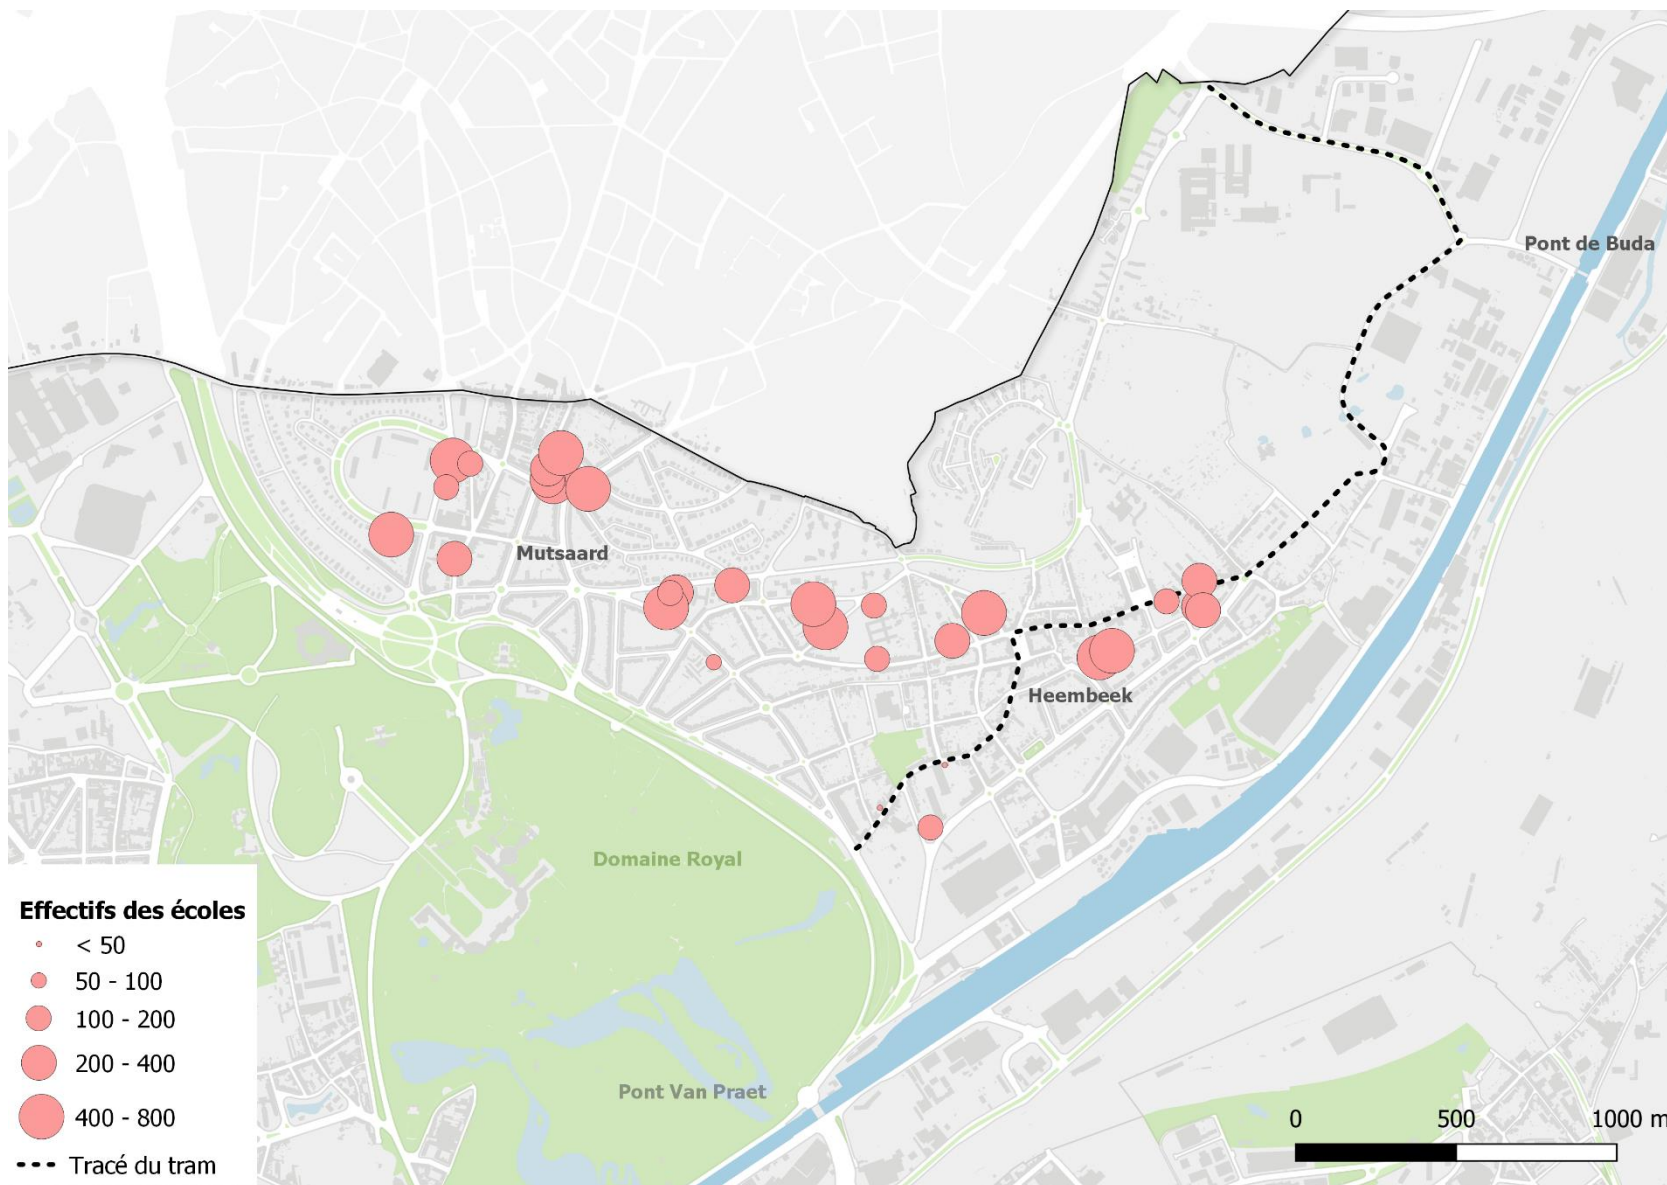 Pont de Buda
Mutsaard
Heembeek
Domaine Royal
Pont Van Praet
Effectifs des écoles
< 50
50 - 100
100 - 200
200 - 400
400 - 800
Tracé du tram
0 500 1000 m